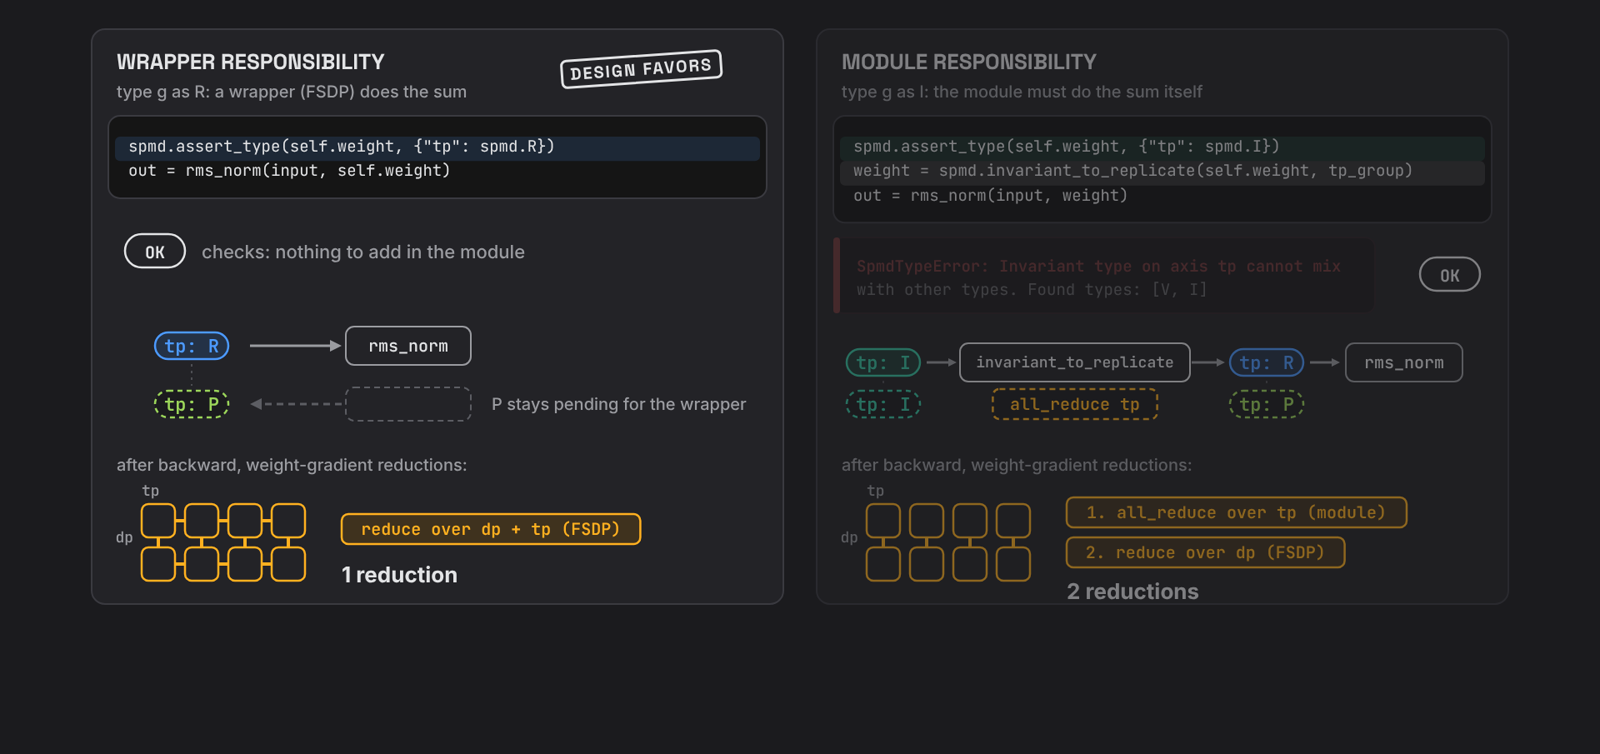 WRAPPER RESPONSIBILITY
DESIGN FAVORS
type g as R: a wrapper (FSDP) does the sum
spmd.assert_type(self.weight, {"tp": spmd.R})
out = rms_norm(input, self.weight)
OK
checks: nothing to add in the module
tp: R
rms_norm
tp: P
P stays pending for the wrapper
after backward, weight-gradient reductions:
tp
dp
reduce over dp + tp (FSDP)
1 reduction
MODULE RESPONSIBILITY
type g as I: the module must do the sum itself
spmd.assert_type(self.weight, {"tp": spmd.I})
weight = spmd.invariant_to_replicate(self.weight, tp_group)
out = rms_norm(input, weight)
SpmdTypeError: Invariant type on axis tp cannot mix
with other types. Found types: [V, I]
OK
tp: I
invariant_to_replicate
tp: R
rms_norm
tp: I
all_reduce tp
tp: P
after backward, weight-gradient reductions:
tp
dp
1. all_reduce over tp (module)
2. reduce over dp (FSDP)
2 reductions